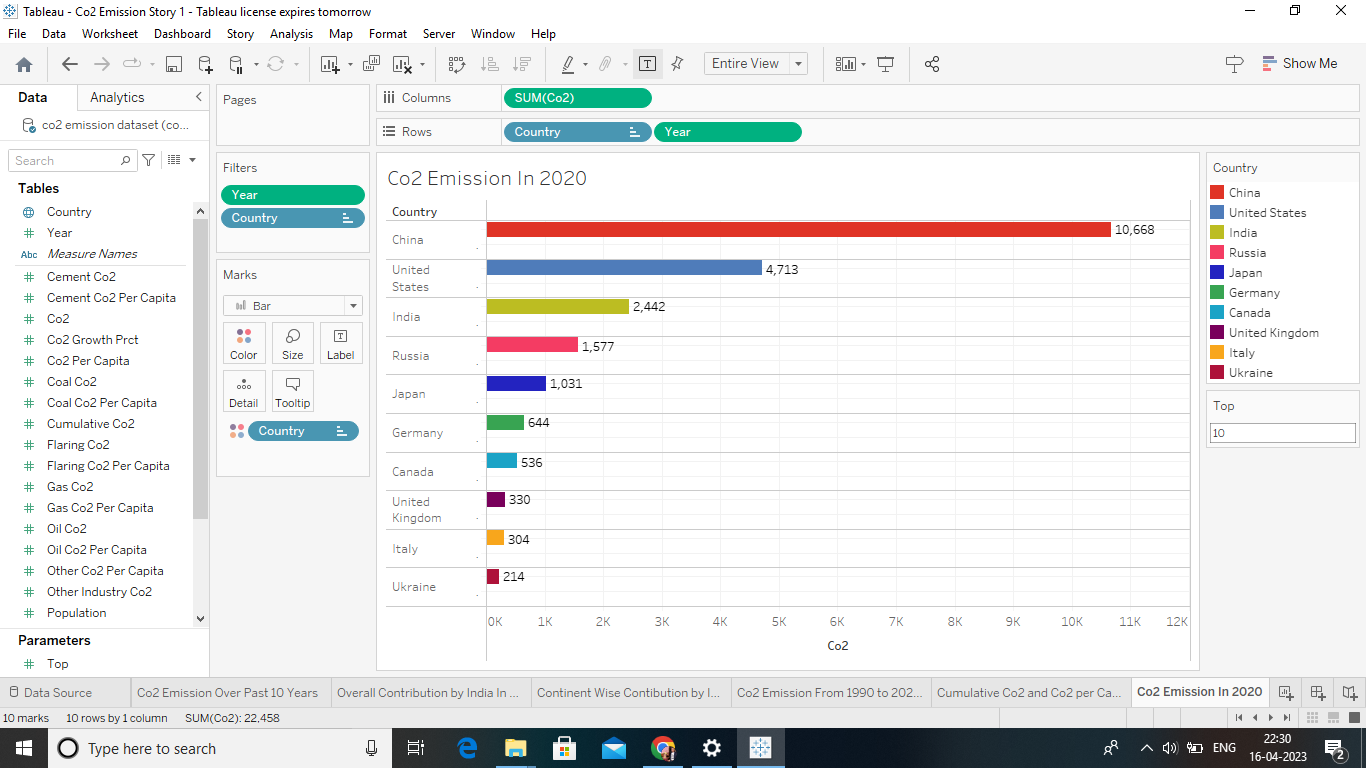 Tableau - Co2 Emission Story 1 - Tableau license expires tomorrow
File Data Worksheet Dashboard Story Analysis Map Format Server Window Help
Entire View
Show Me
Data Analytics
co2 emission dataset (co...
Search
Tables
Country
Year
Abc Measure Names
Cement Co2
Cement Co2 Per Capita
Co2
Co2 Growth Prct
Co2 Per Capita
Coal Co2
Coal Co2 Per Capita
Cumulative Co2
Flaring Co2
Flaring Co2 Per Capita
Gas Co2
Gas Co2 Per Capita
Oil Co2
Oil Co2 Per Capita
Other Co2 Per Capita
Other Industry Co2
Population
Parameters
Top
Pages
Filters
Year
Country
Marks
Bar
Color Size Label
Detail Tooltip
Country
Columns SUM(Co2)
Rows Country Year
Co2 Emission In 2020
Country
China 10,668
United States 4,713
India 2,442
Russia 1,577
Japan 1,031
Germany 644
Canada 536
United Kingdom 330
Italy 304
Ukraine 214
0K 1K 2K 3K 4K 5K 6K 7K 8K 9K 10K 11K 12K
Co2
Country
China
United States
India
Russia
Japan
Germany
Canada
United Kingdom
Italy
Ukraine
Top
10
Data Source Co2 Emission Over Past 10 Years Overall Contribution by India In ... Continent Wise Contibution by I... Co2 Emission From 1990 to 202... Cumulative Co2 and Co2 per Ca... Co2 Emission In 2020
10 marks 10 rows by 1 column SUM(Co2): 22,458
Type here to search
ENG
22:30
16-04-2023
2